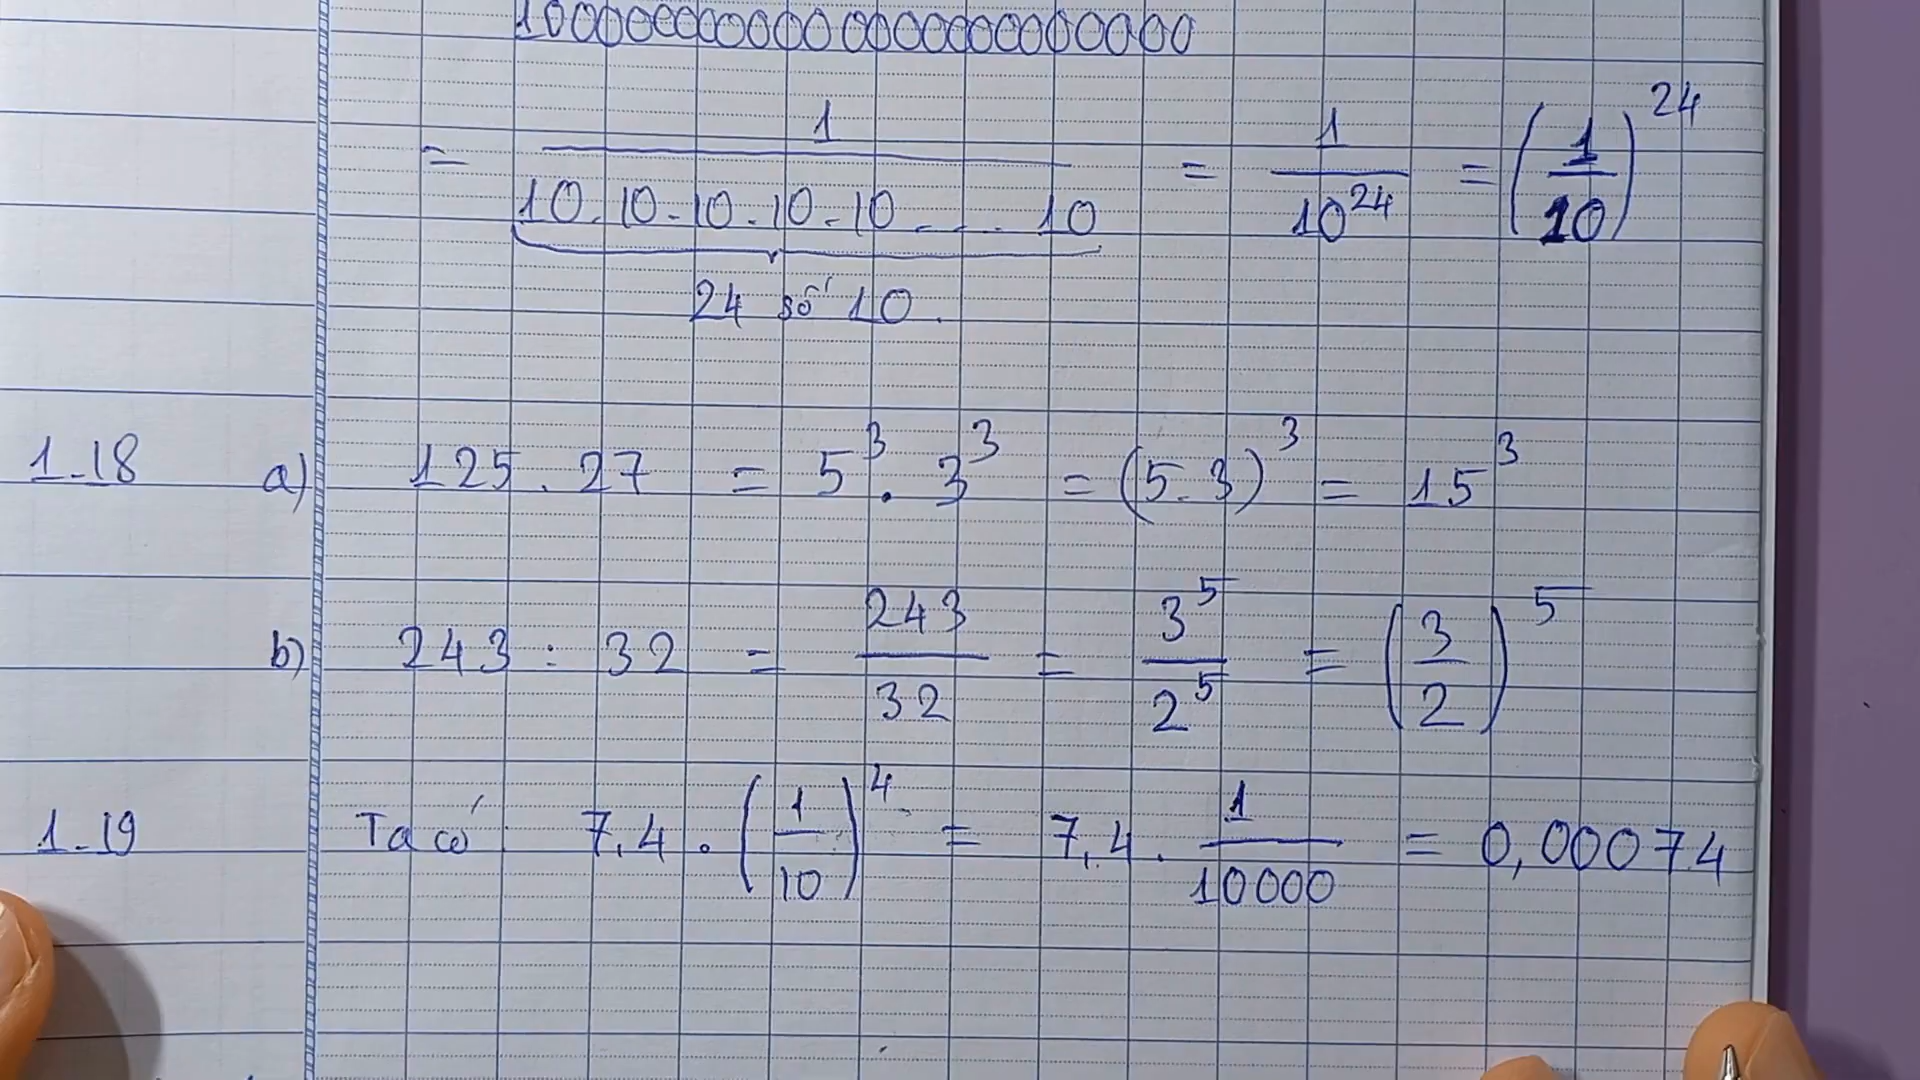 1000000000000000000000000
= 1 / 10.10.10.10.10... 10 = 1 / 10^24 = (1/10)^24
24 số 10.
1.18 a) 125 . 27 = 5^3 . 3^3 = (5.3)^3 = 15^3
b) 243 : 32 = 243/32 = 3^5/2^5 = (3/2)^5
1.19 Ta có: 7,4 . (1/10)^4 = 7,4 . 1/10000 = 0,00074